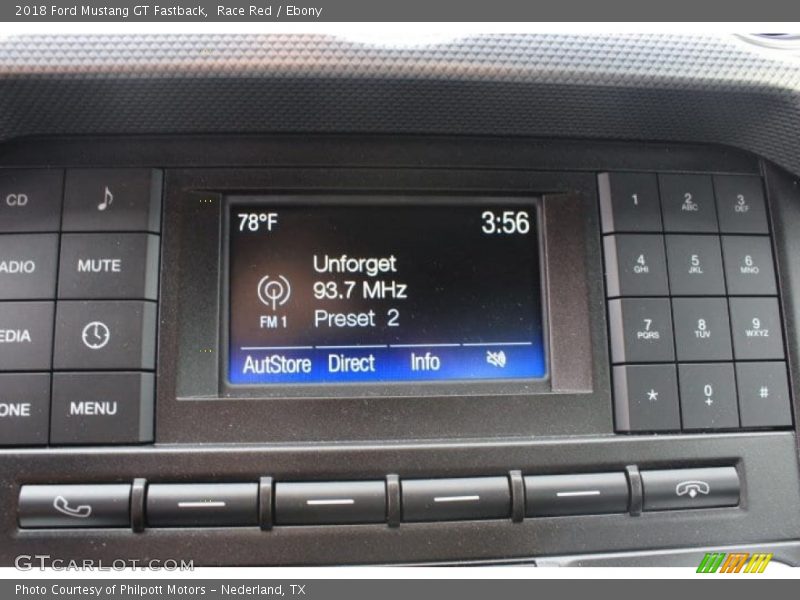 2018 Ford Mustang GT Fastback,  Race Red / Ebony
CD
1
2
ABC
3
DEF
78°F
3:56
ADIO
MUTE
Unforget
93.7 MHz
FM 1
Preset 2
4
GHI
5
JKL
6
MNO
EDIA
7
PQRS
8
TUV
9
WXYZ
AutoStore
Direct
Info
ONE
MENU
*
0
+
#
GTCARLOT.COM
Photo Courtesy of Philpott Motors - Nederland, TX